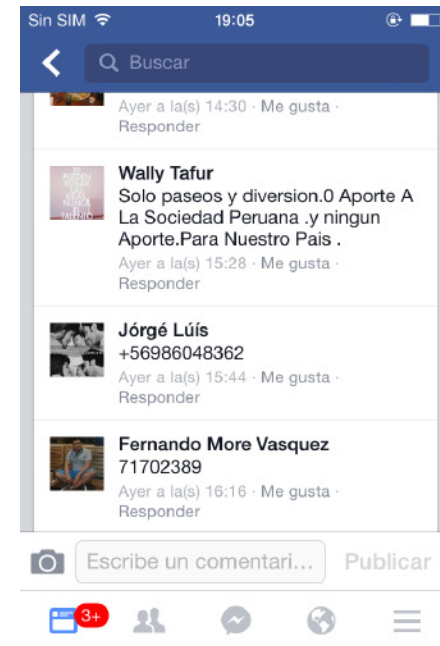 Sin SIM 19:05
Buscar
Ayer a la(s) 14:30 · Me gusta ·
Responder
Wally Tafur
Solo paseos y diversion.0 Aporte A
La Sociedad Peruana .y ningun
Aporte.Para Nuestro Pais .
Ayer a la(s) 15:28 · Me gusta ·
Responder
Jórgé Lúís
+56986048362
Ayer a la(s) 15:44 · Me gusta ·
Responder
Fernando More Vasquez
71702389
Ayer a la(s) 16:16 · Me gusta ·
Responder
Escribe un comentari... Publicar
3+